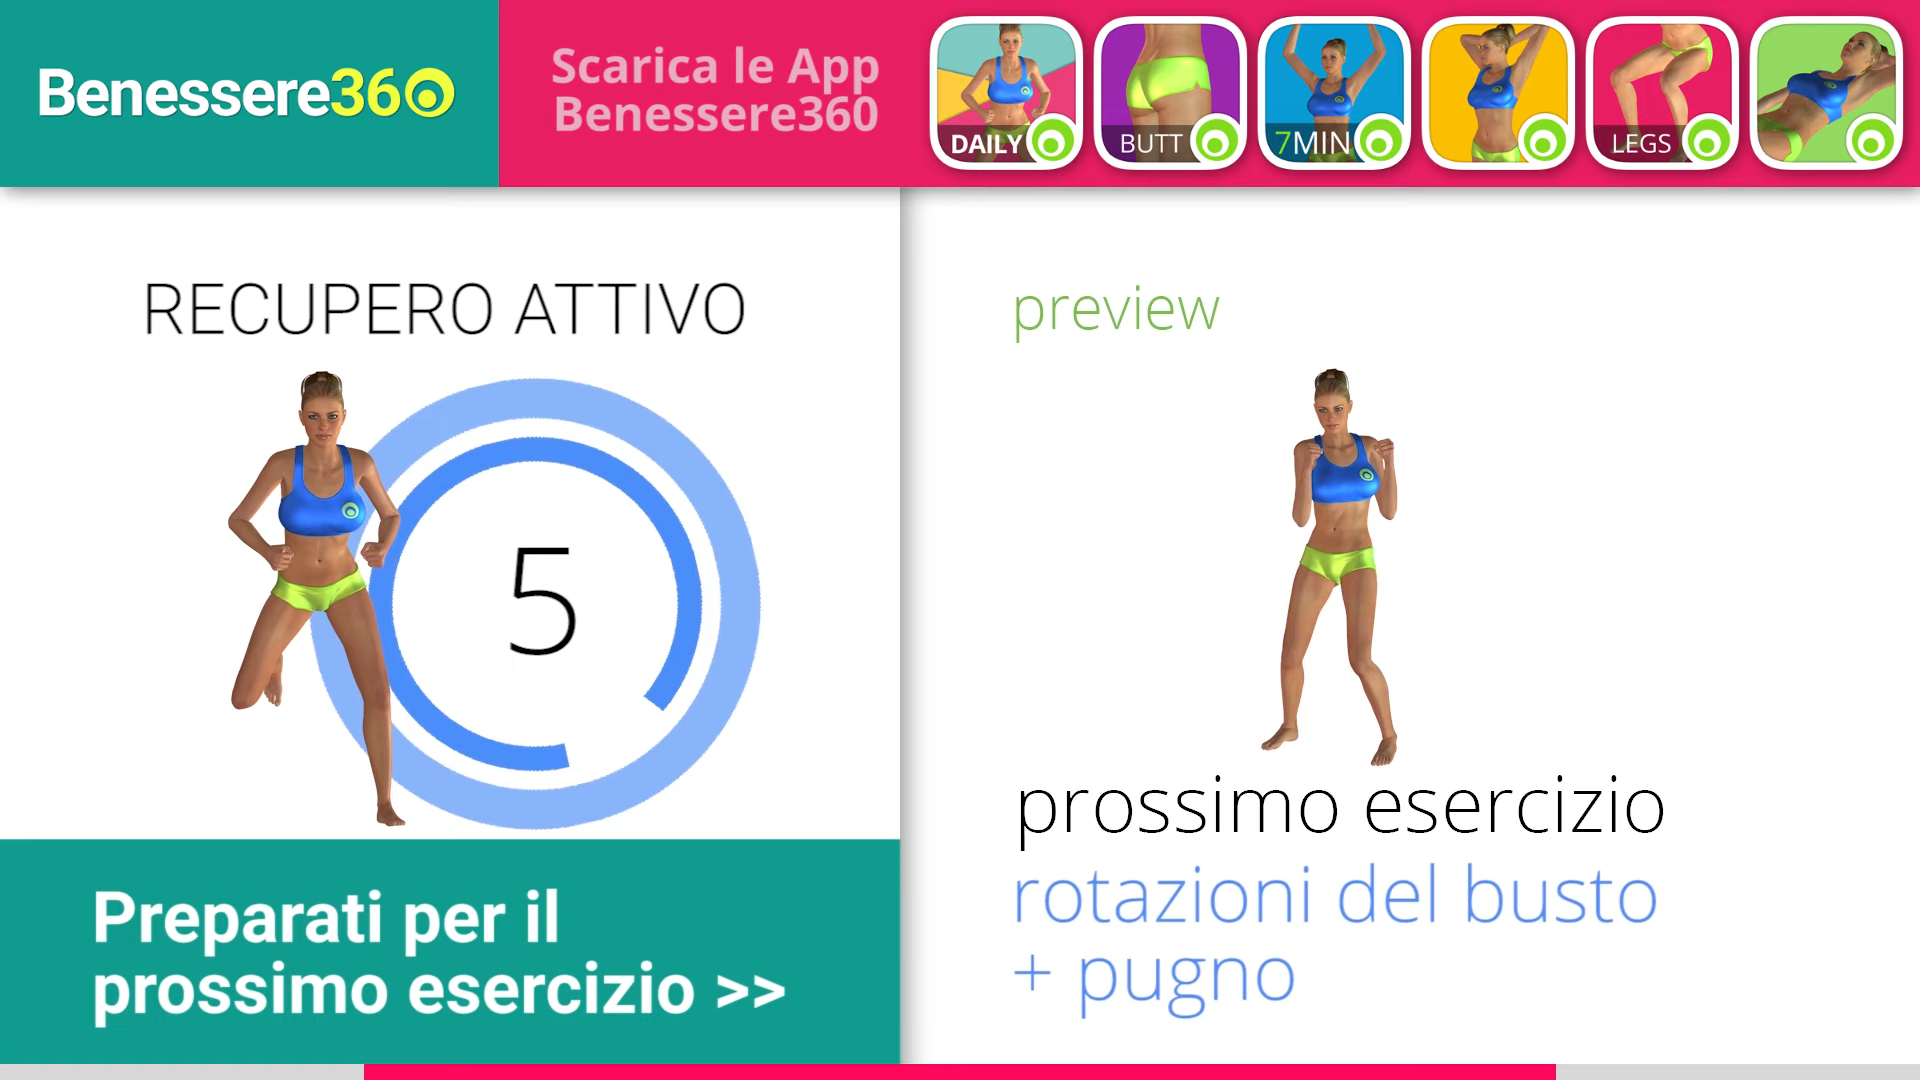 Benessere360
Scarica le App
Benessere360
DAILY
BUTT
7MIN
LEGS
RECUPERO ATTIVO
5
Preparati per il
prossimo esercizio >>
preview
prossimo esercizio
rotazioni del busto
+ pugno